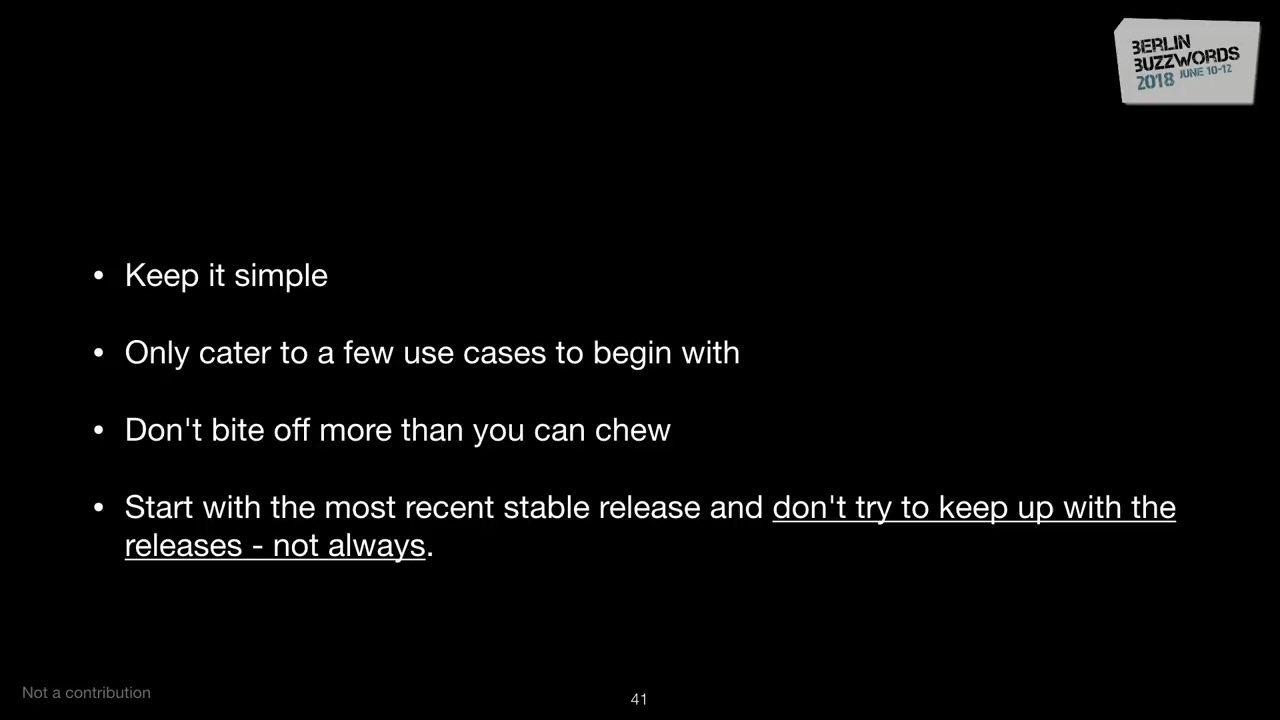 BERLIN
BUZZWORDS
2018 JUNE 10-12
• Keep it simple
• Only cater to a few use cases to begin with
• Don't bite off more than you can chew
• Start with the most recent stable release and don't try to keep up with the
releases - not always.
Not a contribution
41